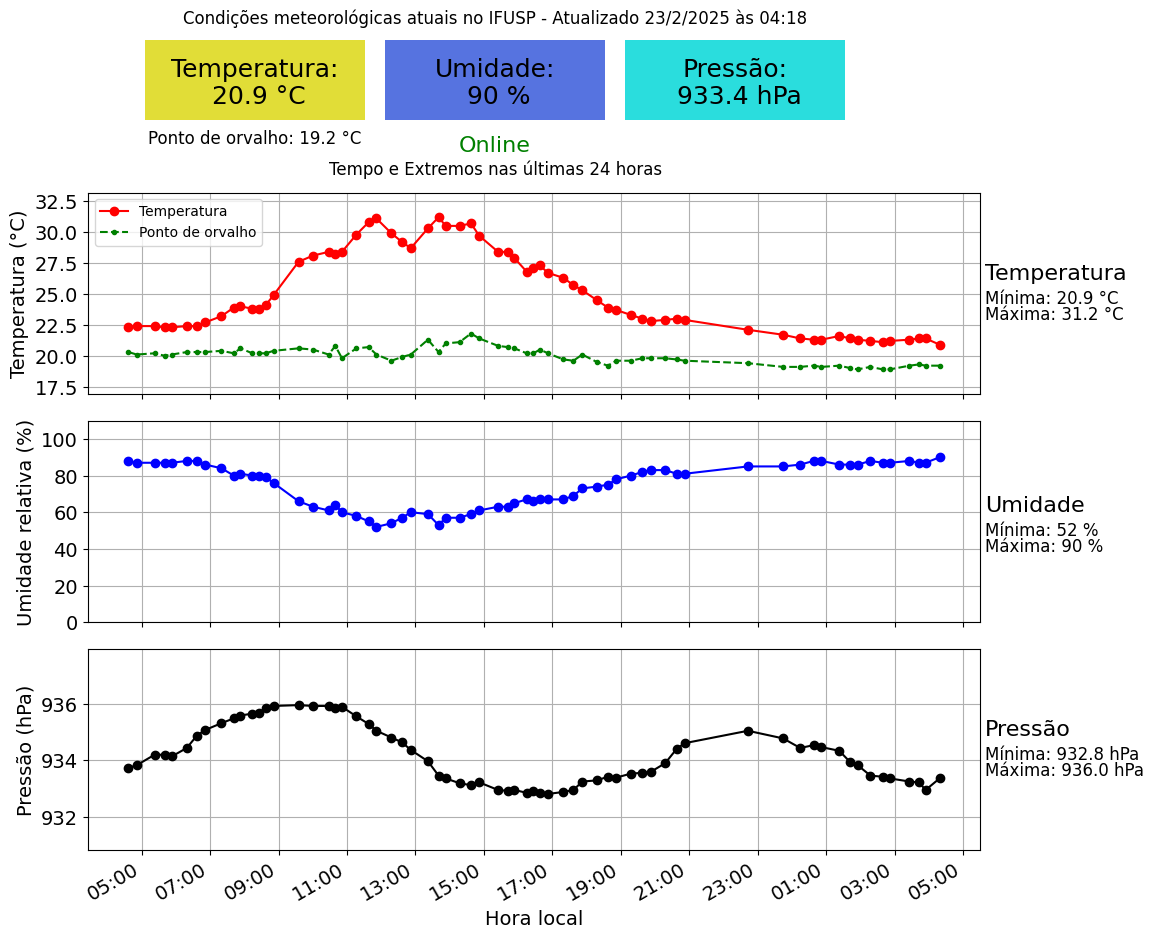 Condições meteorológicas atuais no IFUSP - Atualizado 23/2/2025 às 04:18
Temperatura:
20.9 °C
Umidade:
90 %
Pressão:
933.4 hPa
Ponto de orvalho: 19.2 °C
Online
Tempo e Extremos nas últimas 24 horas
Temperatura (°C)
32.5
30.0
27.5
25.0
22.5
20.0
17.5
Temperatura
Ponto de orvalho
Temperatura
Mínima: 20.9 °C
Máxima: 31.2 °C
Umidade relativa (%)
100
80
60
40
20
0
Umidade
Mínima: 52 %
Máxima: 90 %
Pressão (hPa)
936
934
932
Pressão
Mínima: 932.8 hPa
Máxima: 936.0 hPa
05:00 07:00 09:00 11:00 13:00 15:00 17:00 19:00 21:00 23:00 01:00 03:00 05:00
Hora local